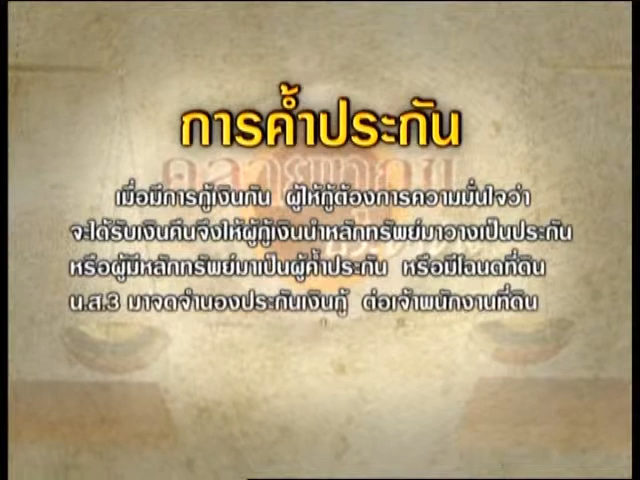 การค้ำประกัน
เมื่อมีการกู้เงินกัน ผู้ให้กู้ต้องการความมั่นใจว่า
จะได้รับเงินคืนจึงให้ผู้กู้เงินนำหลักทรัพย์มาวางเป็นประกัน
หรือผู้มีหลักทรัพย์มาเป็นผู้ค้ำประกัน หรือมีโฉนดที่ดิน
น.ส.3 มาจดจำนองประกันเงินกู้ ต่อเจ้าพนักงานที่ดิน